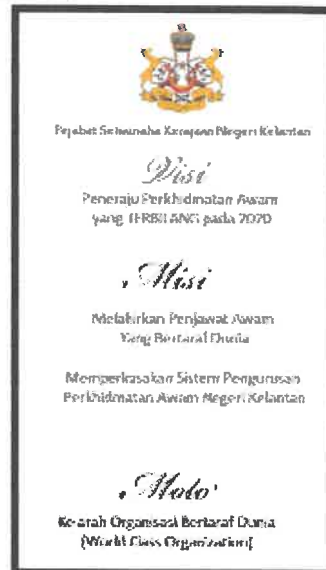 Pejabat Setiausaha Kerajaan Negeri Kelantan
Visi
Peneraju Perkhidmatan Awam
yang TERBILANG pada 2020
Misi
Melahirkan Penjawat Awam
Yang Bertaraf Dunia
Memperkasakan Sistem Pengurusan
Perkhidmatan Awam Negeri Kelantan
Moto
Ke arah Organisasi Bertaraf Dunia
(World Class Organization)